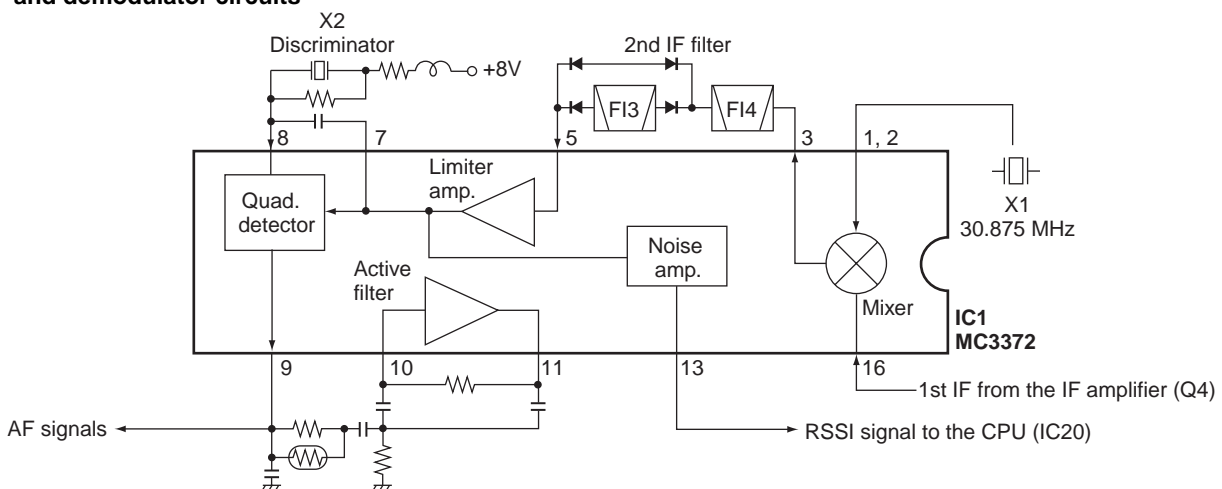 and demodulator circuits
X2
Discriminator
+8V
2nd IF filter
FI3
FI4
8
7
5
3
1, 2
X1
30.875 MHz
Quad.
detector
Limiter
amp.
Noise
amp.
Active
filter
Mixer
IC1
MC3372
9
10
11
13
16
1st IF from the IF amplifier (Q4)
AF signals
RSSI signal to the CPU (IC20)